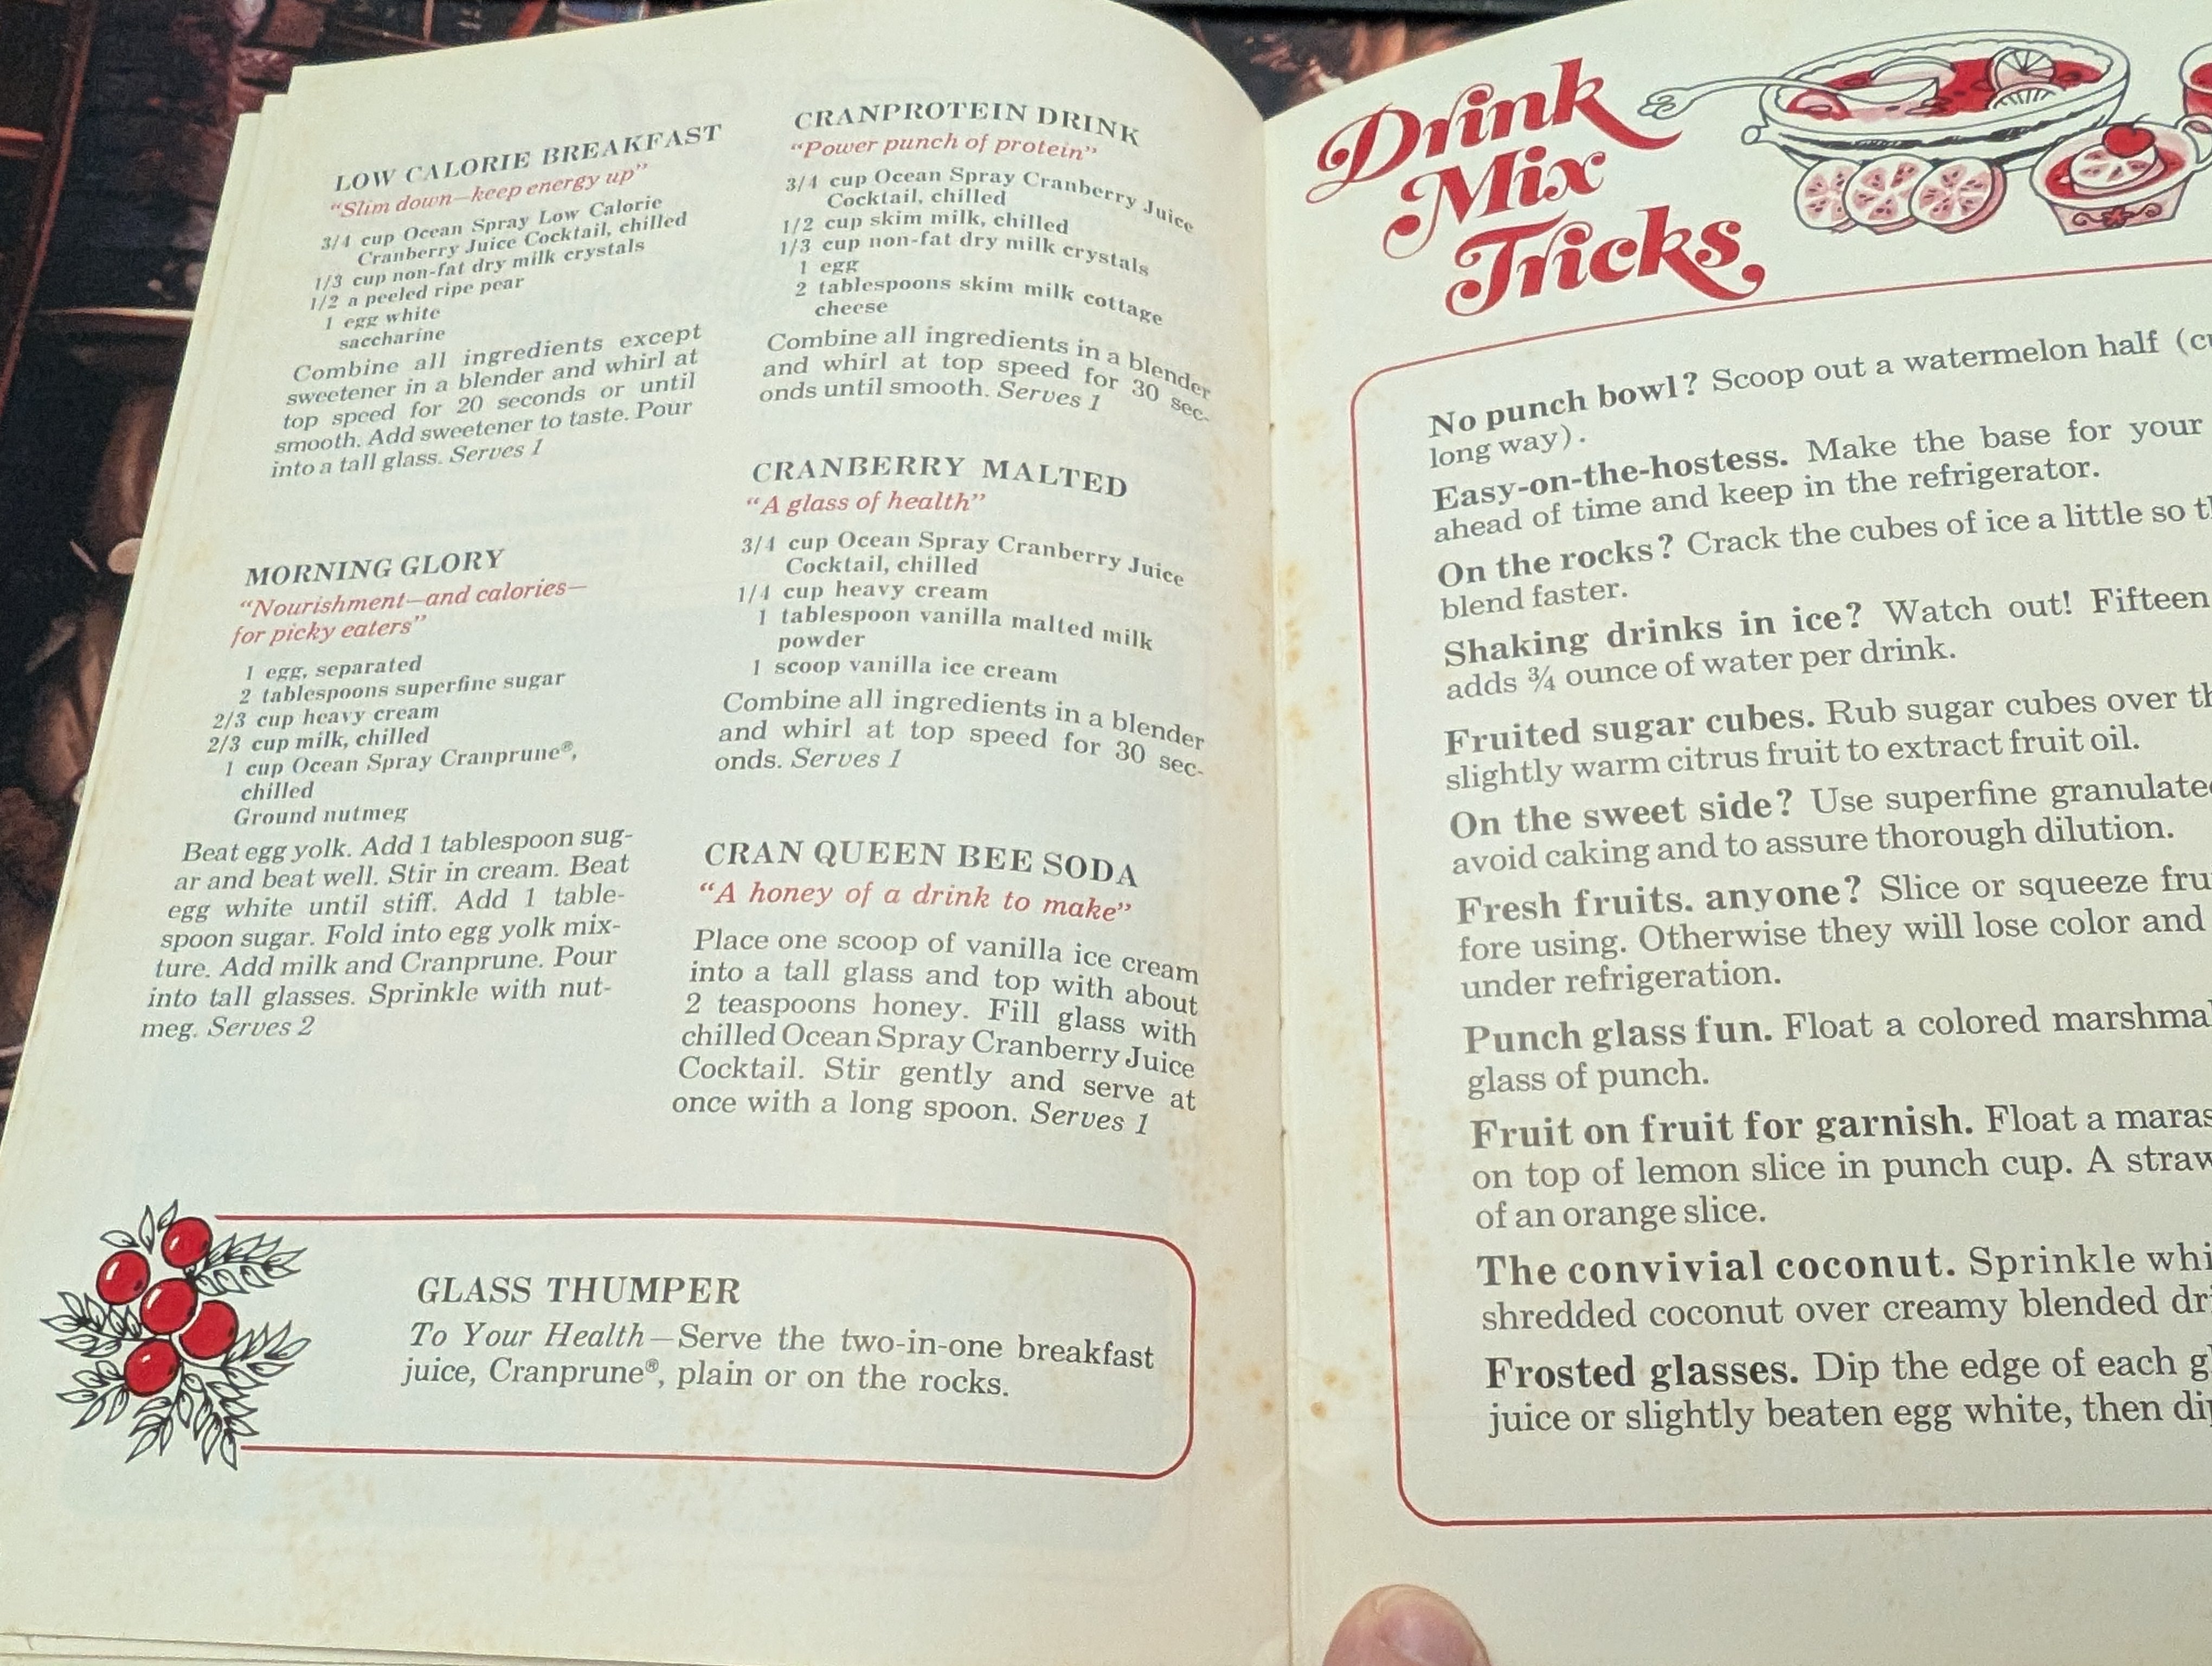 LOW CALORIE BREAKFAST
“Slim down—keep energy up”
3/4 cup Ocean Spray Low Calorie
Cranberry Juice Cocktail, chilled
1/3 cup non-fat dry milk crystals
1/2 a peeled ripe pear
1 egg white
saccharine
Combine all ingredients except
sweetener in a blender and whirl at
top speed for 20 seconds or until
smooth. Add sweetener to taste. Pour
into a tall glass. Serves 1
MORNING GLORY
“Nourishment—and calories—
for picky eaters”
1 egg, separated
2 tablespoons superfine sugar
2/3 cup heavy cream
2/3 cup milk, chilled
1 cup Ocean Spray Cranprune®,
chilled
Ground nutmeg
Beat egg yolk. Add 1 tablespoon sug-
ar and beat well. Stir in cream. Beat
egg white until stiff. Add 1 table-
spoon sugar. Fold into egg yolk mix-
ture. Add milk and Cranprune. Pour
into tall glasses. Sprinkle with nut-
meg. Serves 2
CRANPROTEIN DRINK
“Power punch of protein”
3/4 cup Ocean Spray Cranberry Juice
Cocktail, chilled
1/2 cup skim milk, chilled
1/3 cup non-fat dry milk crystals
1 egg
2 tablespoons skim milk cottage
cheese
Combine all ingredients in a blender
and whirl at top speed for 30 sec-
onds until smooth. Serves 1
CRANBERRY MALTED
“A glass of health”
3/4 cup Ocean Spray Cranberry Juice
Cocktail, chilled
1/4 cup heavy cream
1 tablespoon vanilla malted milk
powder
1 scoop vanilla ice cream
Combine all ingredients in a blender
and whirl at top speed for 30 sec-
onds. Serves 1
CRAN QUEEN BEE SODA
“A honey of a drink to make”
Place one scoop of vanilla ice cream
into a tall glass and top with about
2 teaspoons honey. Fill glass with
chilled Ocean Spray Cranberry Juice
Cocktail. Stir gently and serve at
once with a long spoon. Serves 1
GLASS THUMPER
To Your Health—Serve the two-in-one breakfast
juice, Cranprune®, plain or on the rocks.
Drink
Mix
Tricks
No punch bowl? Scoop out a watermelon half (
long way).
Easy-on-the-hostess. Make the base for your
ahead of time and keep in the refrigerator.
On the rocks? Crack the cubes of ice a little so
blend faster.
Shaking drinks in ice? Watch out! Fifteen
adds ¾ ounce of water per drink.
Fruited sugar cubes. Rub sugar cubes over
slightly warm citrus fruit to extract fruit oil.
On the sweet side? Use superfine granulate
avoid caking and to assure thorough dilution.
Fresh fruits. anyone? Slice or squeeze fru
fore using. Otherwise they will lose color and
under refrigeration.
Punch glass fun. Float a colored marshma
glass of punch.
Fruit on fruit for garnish. Float a maras
on top of lemon slice in punch cup. A straw
of an orange slice.
The convivial coconut. Sprinkle whi
shredded coconut over creamy blended dr
Frosted glasses. Dip the edge of each g
juice or slightly beaten egg white, then di